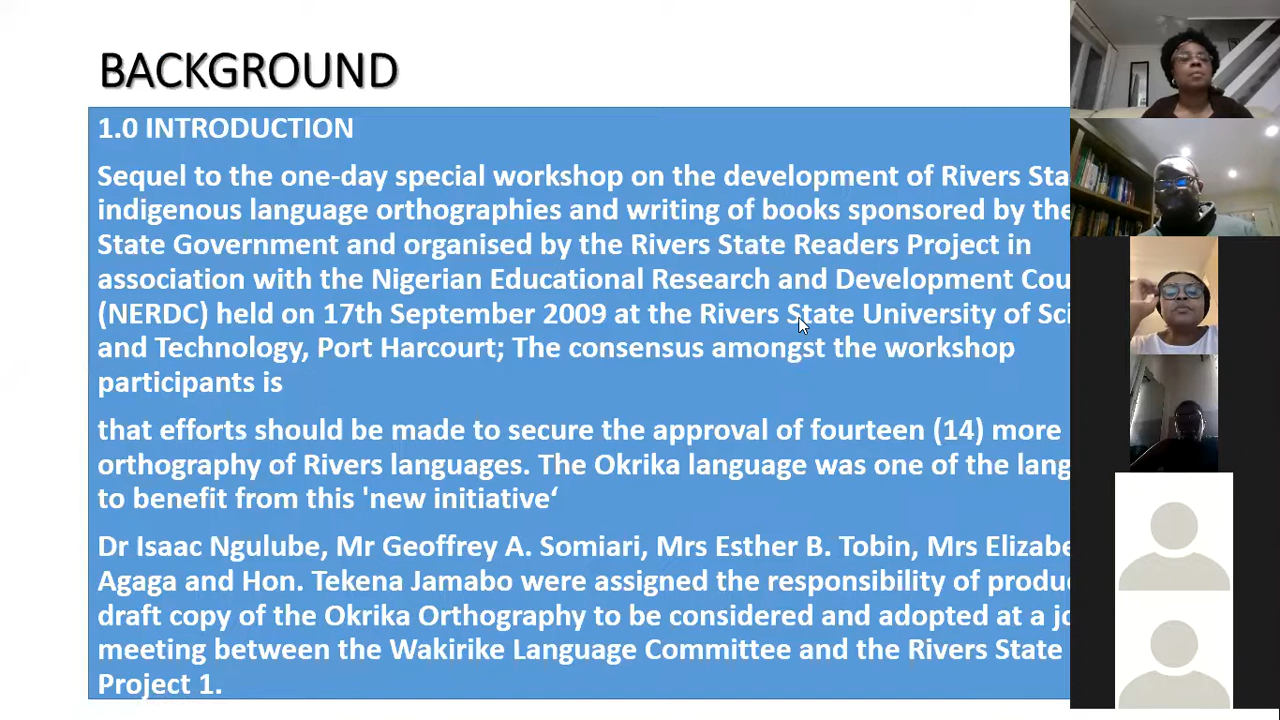 BACKGROUND
1.0 INTRODUCTION
Sequel to the one-day special workshop on the development of Rivers Sta
indigenous language orthographies and writing of books sponsored by the
State Government and organised by the Rivers State Readers Project in
association with the Nigerian Educational Research and Development Cou
(NERDC) held on 17th September 2009 at the Rivers State University of Sci
and Technology, Port Harcourt; The consensus amongst the workshop
participants is
that efforts should be made to secure the approval of fourteen (14) more
orthography of Rivers languages. The Okrika language was one of the lang
to benefit from this 'new initiative‘
Dr Isaac Ngulube, Mr Geoffrey A. Somiari, Mrs Esther B. Tobin, Mrs Elizabe
Agaga and Hon. Tekena Jamabo were assigned the responsibility of produc
draft copy of the Okrika Orthography to be considered and adopted at a jo
meeting between the Wakirike Language Committee and the Rivers State
Project 1.